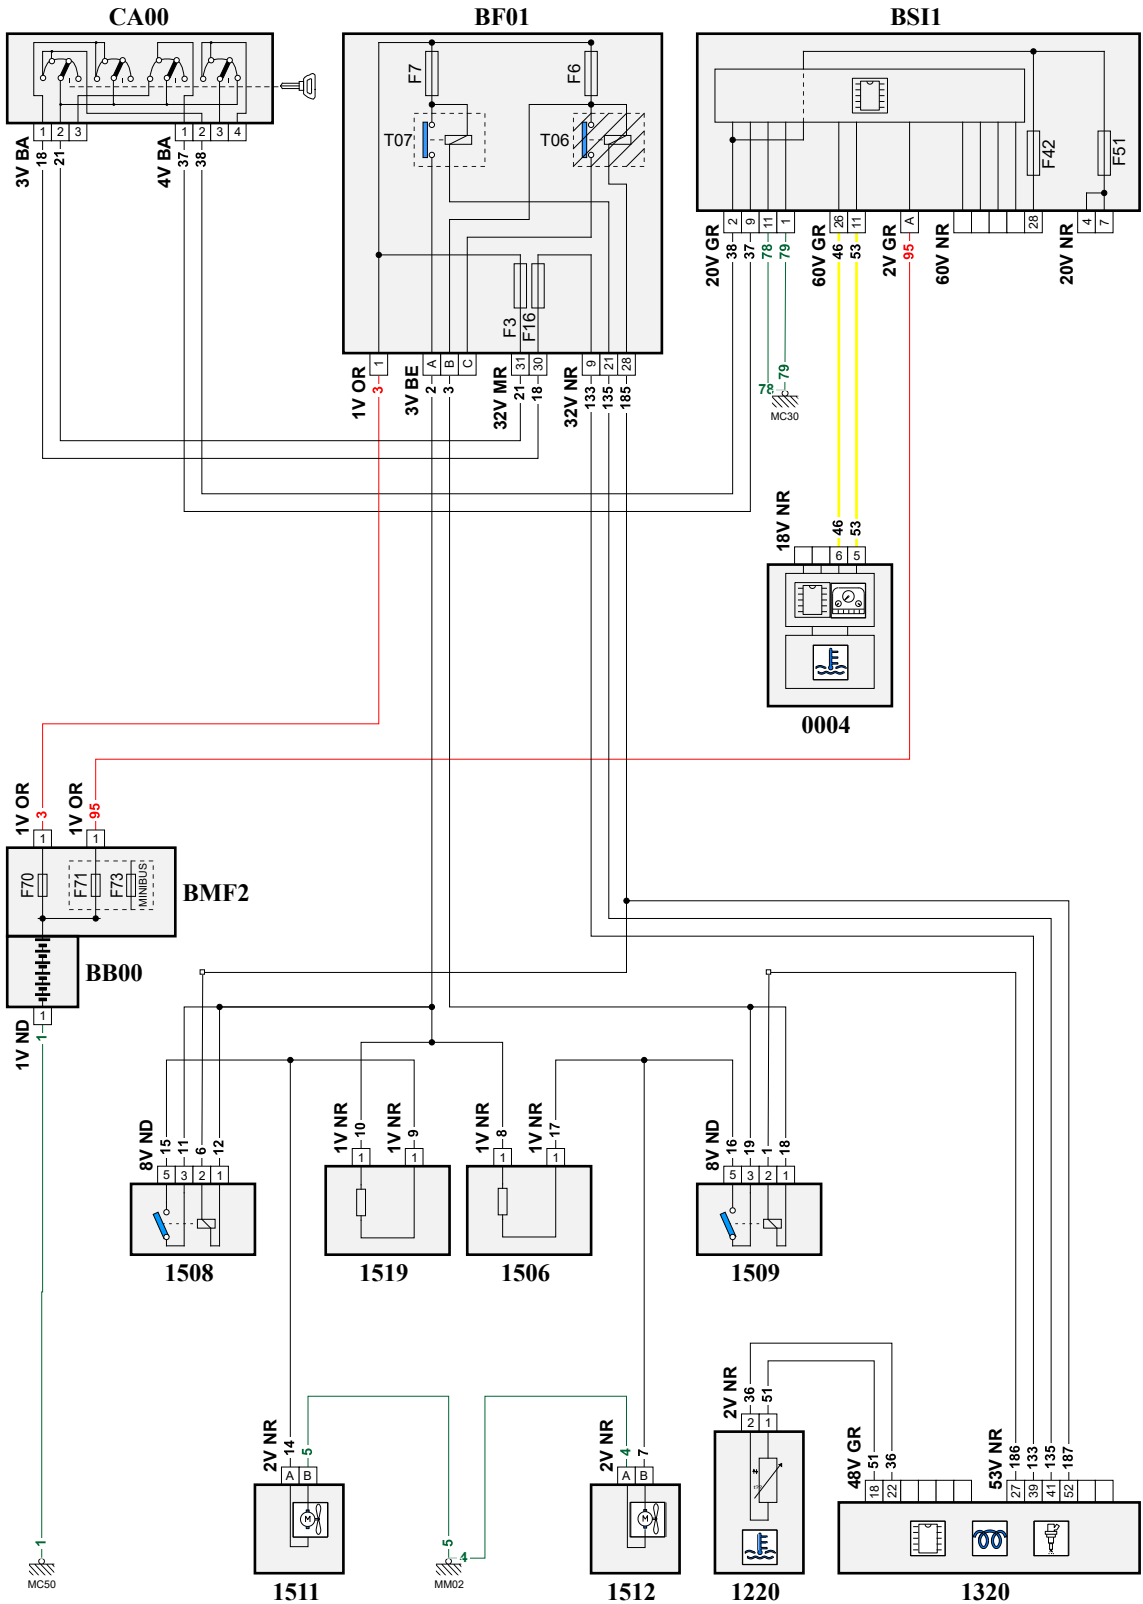 CA00
BF01
BSI1
F7
F6
T07
T06
F42
F51
F3
F16
1 2 3
1 2 3 4
3V BA
18
21
4V BA
37
38
1
A B C
31 30
9 21 28
1V OR
3
3V BE
2
3
32V MR
21
18
32V NR
133
135
185
2 9 11 1
26 11
A
28
4 7
20V GR
38
37
78
79
60V GR
46
53
2V GR
95
60V NR
20V NR
78
79
MC30
18V NR
46
53
6 5
0004
1V OR
3
1V OR
95
1
1
F70
F71
F73
MINIBUS
BMF2
BB00
1
1V ND
1
8V ND
15
11
6
12
5 3 2 1
1508
1V NR
10
1V NR
9
1
1
1519
1V NR
8
1V NR
17
1
1
1506
8V ND
16
19
1
18
5 3 2 1
1509
2V NR
14
5
A B
M
1511
5
4
MM02
2V NR
4
7
A B
M
1512
1
MC50
2V NR
36
51
2 1
1220
48V GR
51
36
18 22
53V NR
186
133
135
187
27 39 41 52
1320